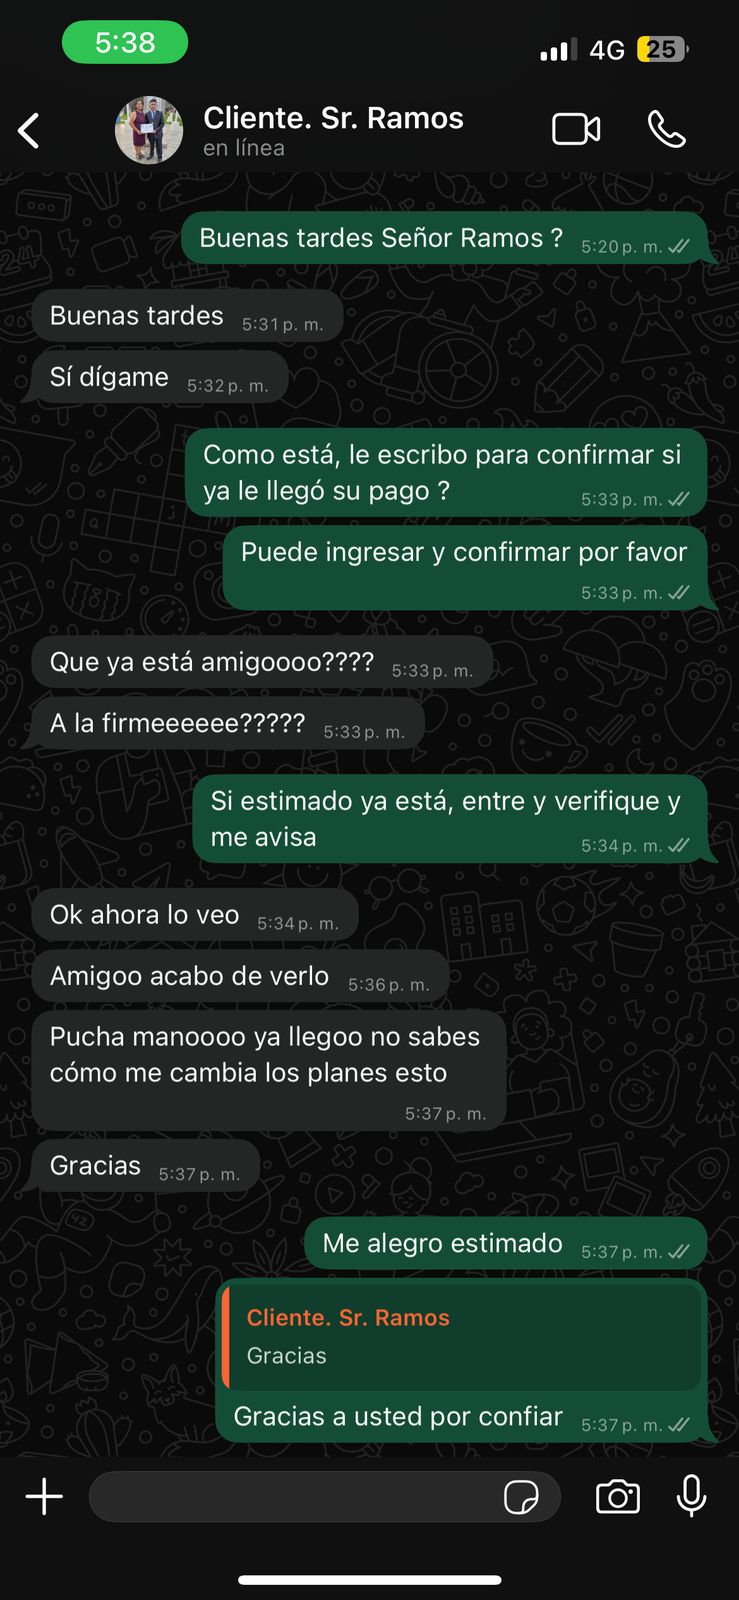 5:38
4G 25
Cliente. Sr. Ramos
en línea
Buenas tardes Señor Ramos ? 5:20 p. m.
Buenas tardes 5:31 p. m.
Sí dígame 5:32 p. m.
Como está, le escribo para confirmar si
ya le llegó su pago ? 5:33 p. m.
Puede ingresar y confirmar por favor
5:33 p. m.
Que ya está amigoooo???? 5:33 p. m.
A la firmeeeeee????? 5:33 p. m.
Si estimado ya está, entre y verifique y
me avisa 5:34 p. m.
Ok ahora lo veo 5:34 p. m.
Amigoo acabo de verlo 5:36 p. m.
Pucha manoooo ya llegoo no sabes
cómo me cambia los planes esto
5:37 p. m.
Gracias 5:37 p. m.
Me alegro estimado 5:37 p. m.
Cliente. Sr. Ramos
Gracias
Gracias a usted por confiar 5:37 p. m.